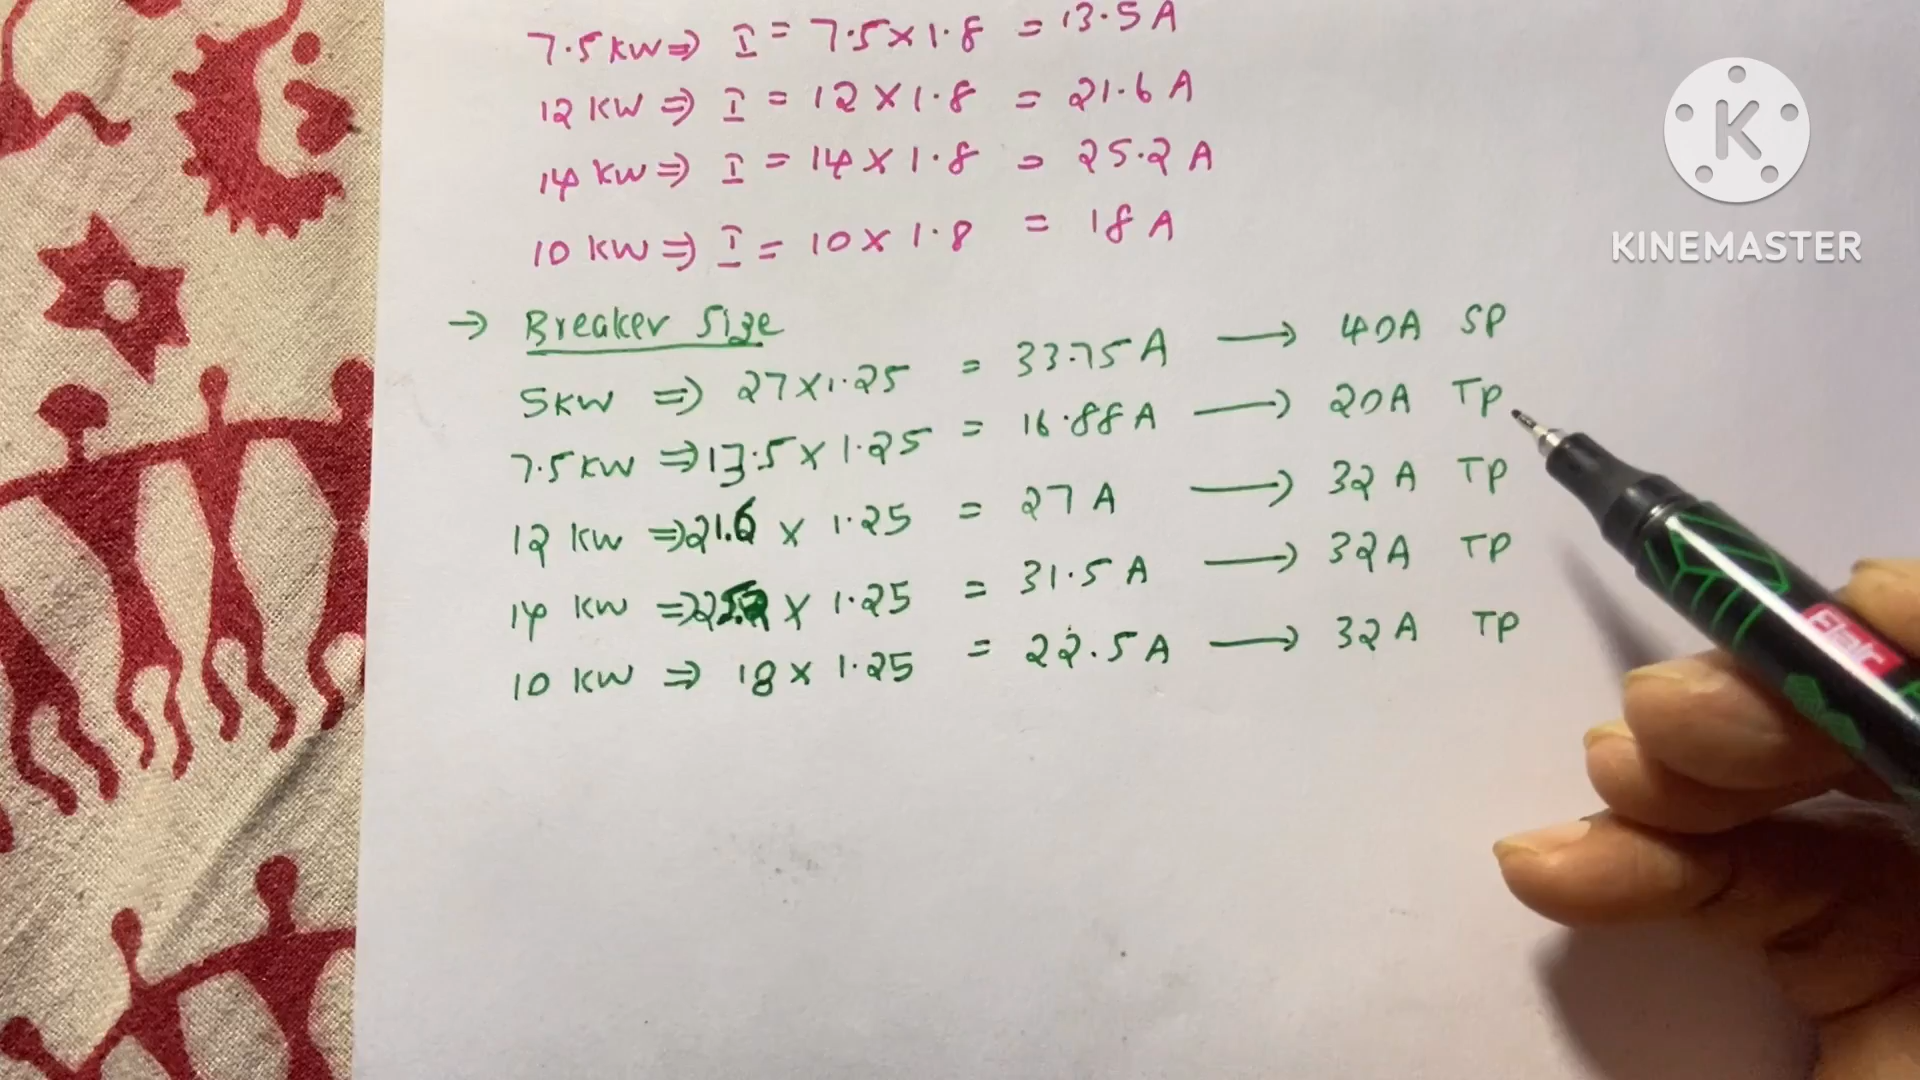 7.5 KW ⇒ I = 7.5 X 1.8 = 13.5 A
12 KW ⇒ I = 12 X 1.8 = 21.6 A
14 KW ⇒ I = 14 X 1.8 = 25.2 A
10 KW ⇒ I = 10 X 1.8 = 18 A
K
KINEMASTER
→ Breaker Size
5KW ⇒ 27 X 1.25 = 33.75 A → 40A SP
7.5 KW ⇒ 13.5 X 1.25 = 16.88 A → 20A TP
12 KW ⇒ 21.6 X 1.25 = 27 A → 32 A TP
14 KW ⇒ X 1.25 = 31.5 A → 32A TP
10 KW ⇒ 18 X 1.25 = 22.5 A → 32A TP